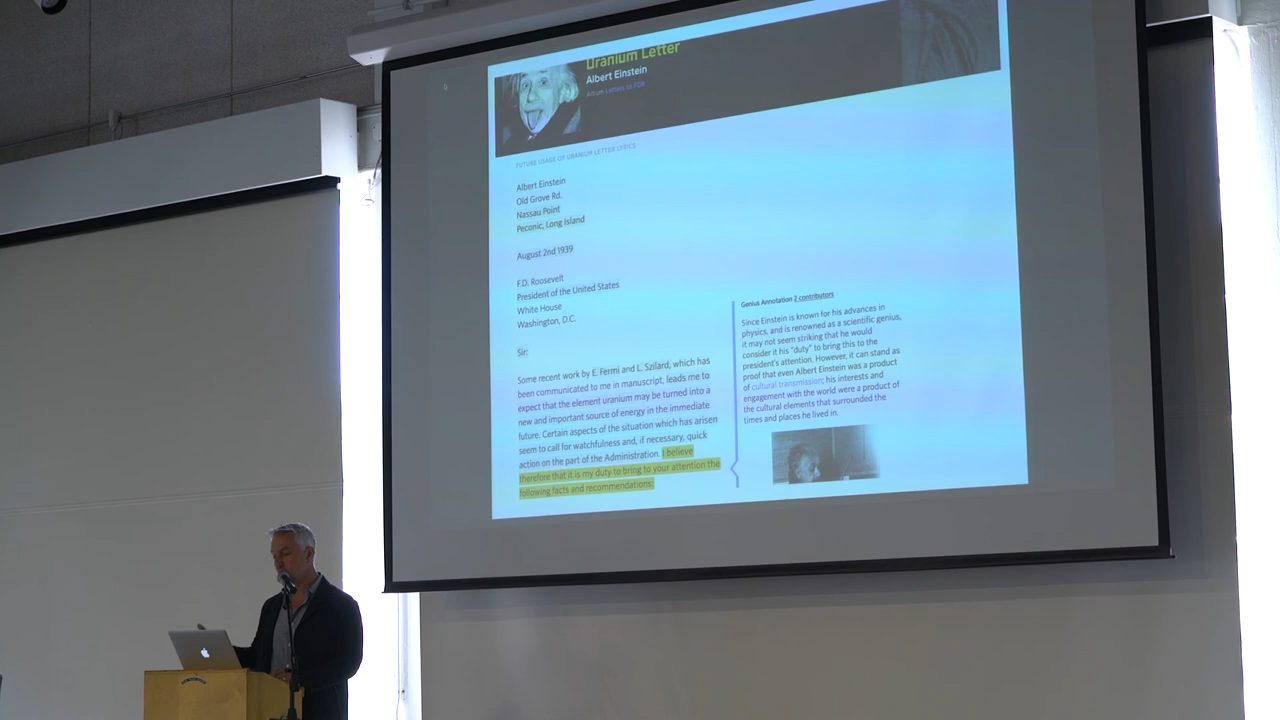 Uranium Letter
Albert Einstein
Album Letters to FDR
FUTURE USAGE OF URANIUM LETTER LYRICS
Albert Einstein
Old Grove Rd.
Nassau Point
Peconic, Long Island
August 2nd 1939
F.D. Roosevelt
President of the United States
White House
Washington, D.C.
Sir:
Some recent work by E. Fermi and L. Szilard, which has
been communicated to me in manuscript, leads me to
expect that the element uranium may be turned into a
new and important source of energy in the immediate
future. Certain aspects of the situation which has arisen
seem to call for watchfulness and, if necessary, quick
action on the part of the Administration. I believe
therefore that it is my duty to bring to your attention the
following facts and recommendations:
Genius Annotation 2 contributors
Since Einstein is known for his advances in
physics, and is renowned as a scientific genius,
it may not seem striking that he would
consider it his "duty" to bring this to the
president's attention. However, it can stand as
proof that even Albert Einstein was a product
of cultural transmission; his interests and
engagement with the world were a product of
the cultural elements that surrounded the
times and places he lived in.